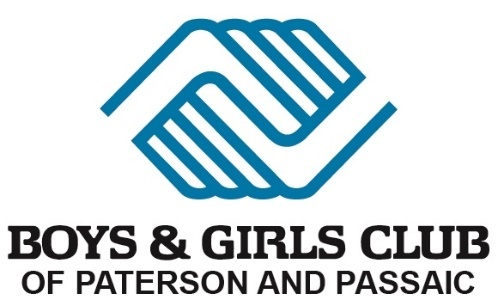 BOYS & GIRLS CLUB
OF PATERSON AND PASSAIC